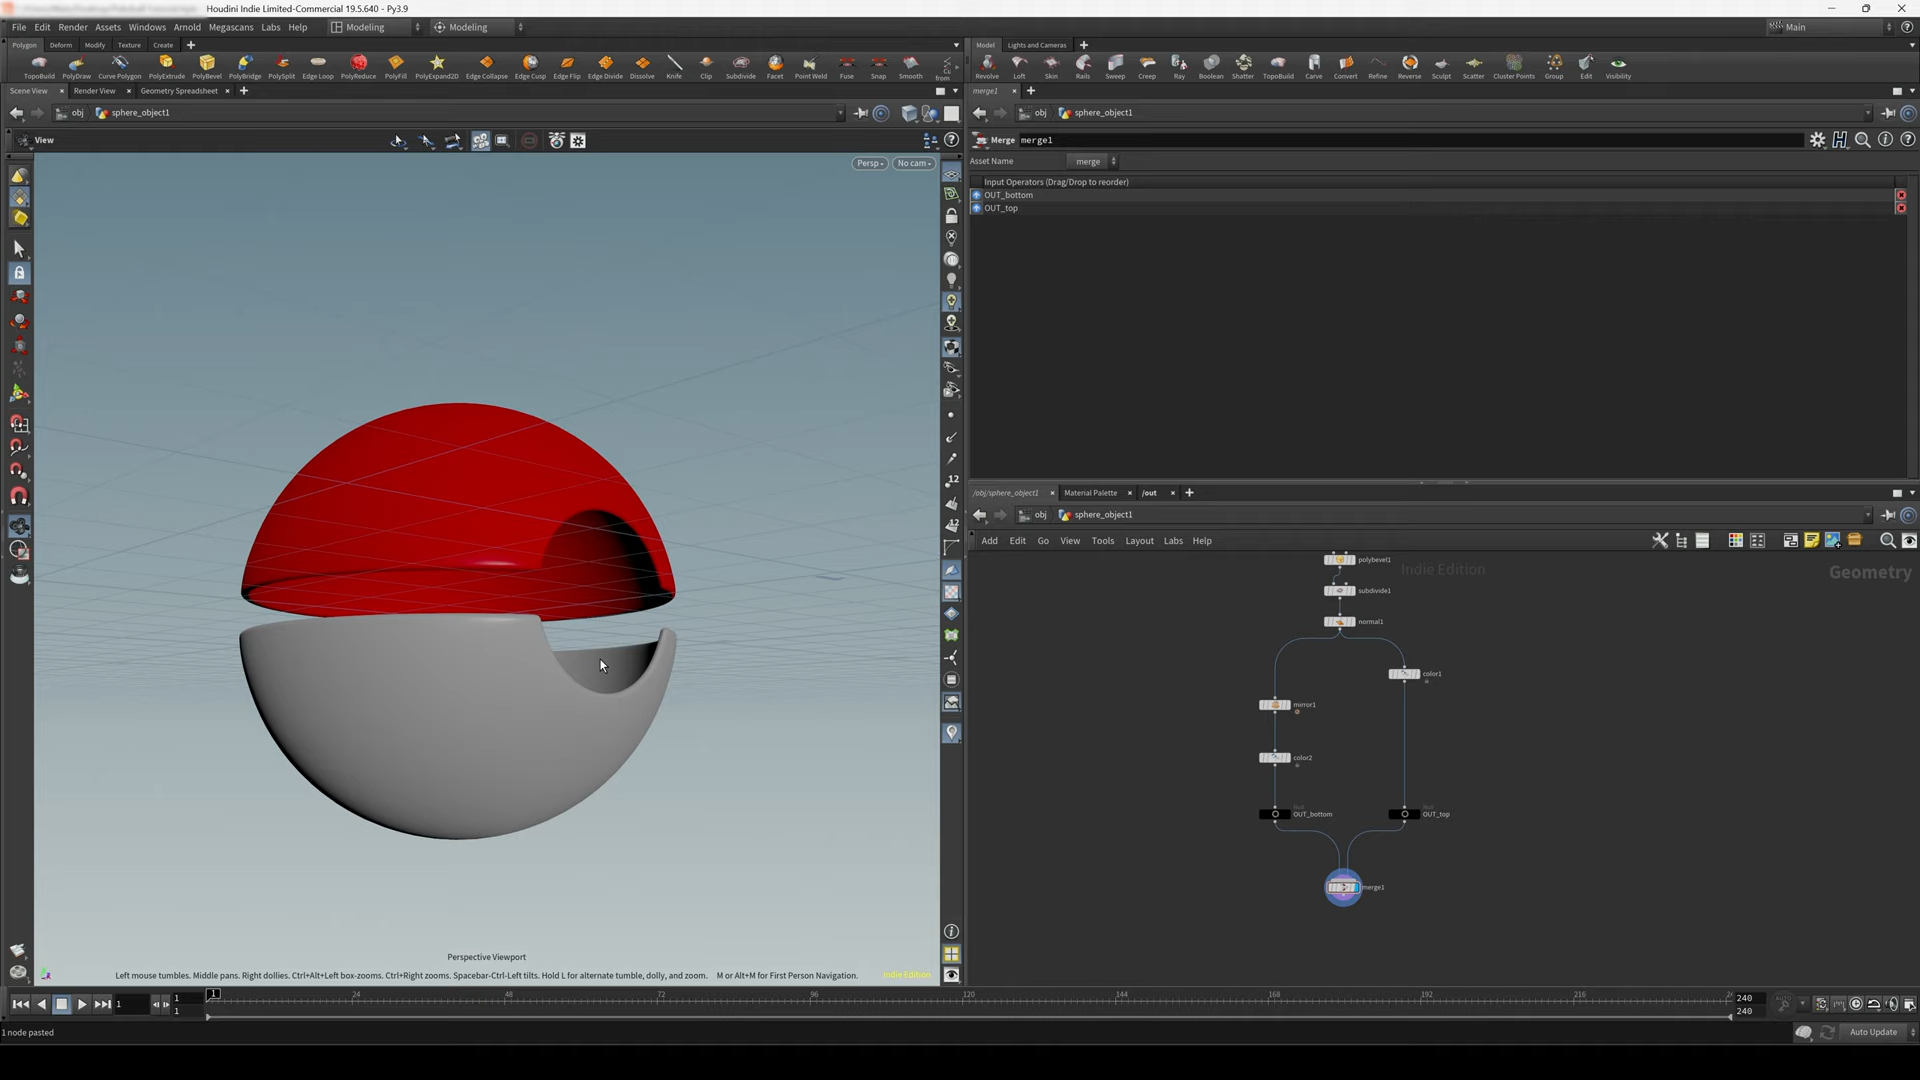 Houdini Indie Limited-Commercial 19.5.640 - Py3.9
File Edit Render Assets Windows Arnold Megascans Labs Help Modeling Modeling Main
Polygon Deform Modify Texture Create
TopoBuild PolyDraw Curve Polygon PolyExtrude PolyBevel PolyBridge PolySplit Edge Loop PolyReduce PolyFill PolyExpand2D Edge Collapse Edge Cusp Edge Flip Edge Divide Dissolve Knife Clip Subdivide Facet Point Weld Fuse Snap Smooth
Model Lights and Cameras
Revolve Loft Skin Rails Sweep Creep Ray Boolean Shatter TopoBuild Carve Convert Refine Reverse Sculpt Scatter Cluster Points Group Edit Visibility
Scene View Render View Geometry Spreadsheet
obj sphere_object1
View
Persp No cam
12
12
Perspective Viewport
Left mouse tumbles. Middle pans. Right dollies. Ctrl+Alt+Left box-zooms. Ctrl+Right zooms. Spacebar-Ctrl-Left tilts. Hold L for alternate tumble, dolly, and zoom. M or Alt+M for First Person Navigation. Indie Edition
merge1
obj sphere_object1
Merge merge1
Asset Name merge
Input Operators (Drag/Drop to reorder)
OUT_bottom
OUT_top
/obj/sphere_object1 Material Palette /out
obj sphere_object1
Add Edit Go View Tools Layout Labs Help
Indie Edition
Geometry
polybevel1
subdivide1
normal1
color1
mirror1
color2
Null
OUT_bottom
Null
OUT_top
merge1
1 1 1 1 24 48 72 96 120 144 168 192 216 240 240
1 node pasted
Auto Update